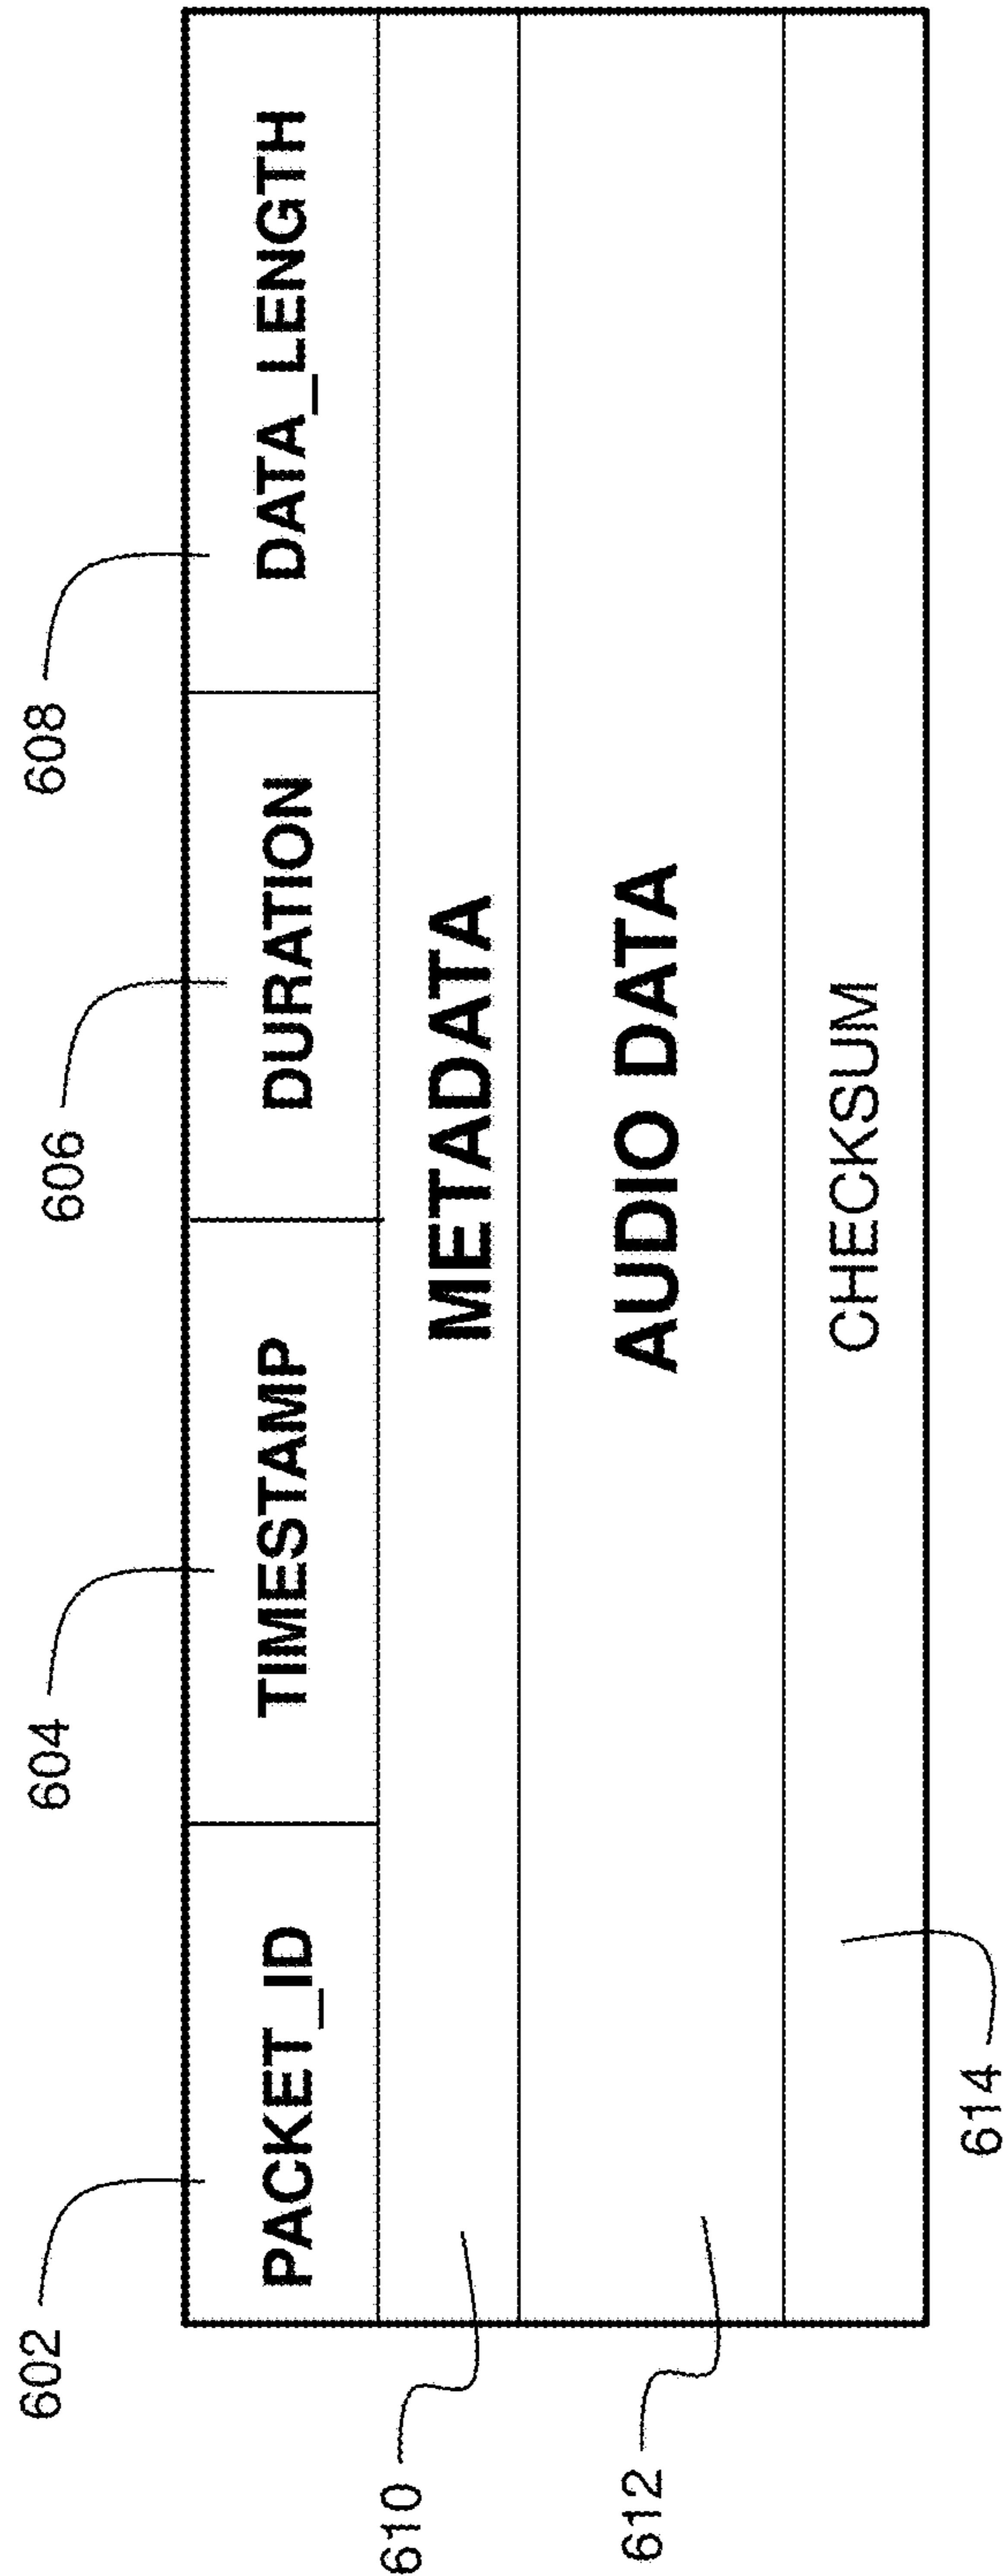 602
604
606
608
PACKET_ID
TIMESTAMP
DURATION
DATA_LENGTH
METADATA
610
AUDIO DATA
612
CHECKSUM
614